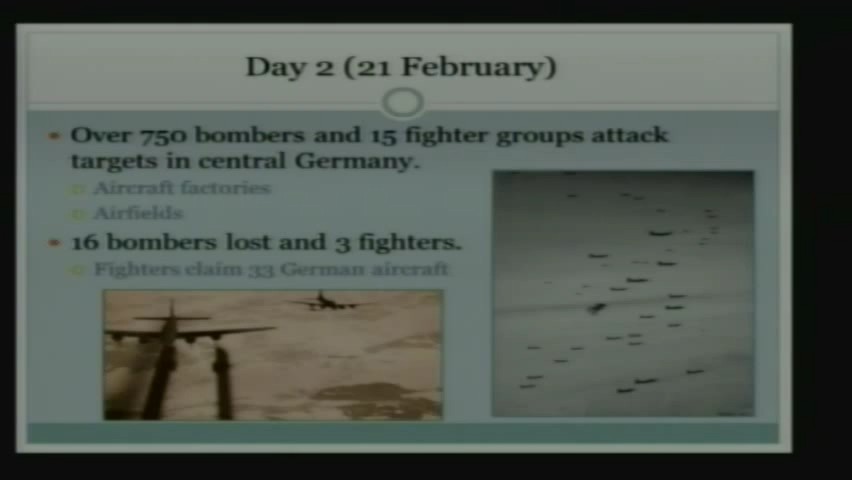 Day 2 (21 February)
Over 750 bombers and 15 fighter groups attack
targets in central Germany.
Aircraft factories
Airfields
16 bombers lost and 3 fighters.
Fighters claim 33 German aircraft